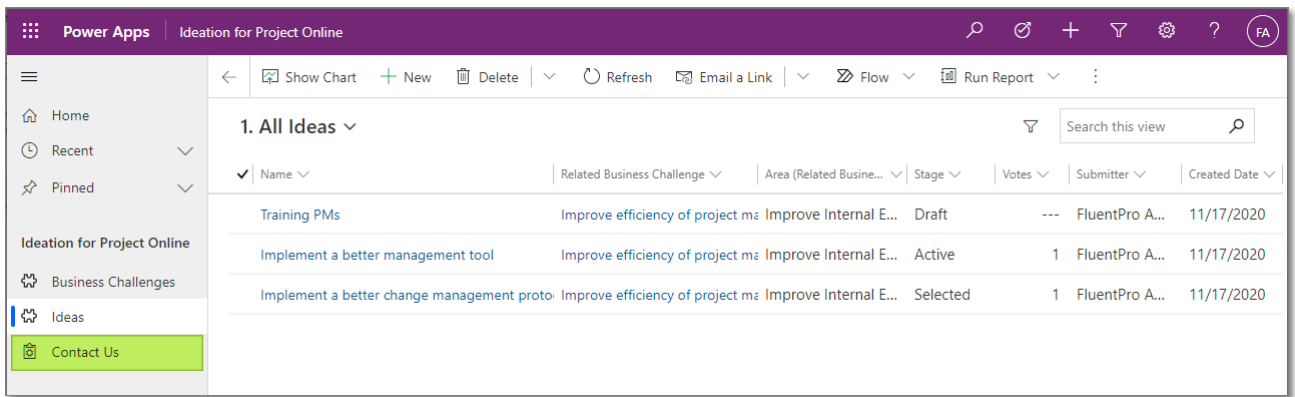 Power Apps Ideation for Project Online ? FA
Show Chart New Delete Refresh Email a Link Flow Run Report
Home
Recent
Pinned
Ideation for Project Online
Business Challenges
Ideas
Contact Us
1. All Ideas Search this view
Name Related Business Challenge Area (Related Busine... Stage Votes Submitter Created Date
Training PMs Improve efficiency of project ma Improve Internal E... Draft --- FluentPro A... 11/17/2020
Implement a better management tool Improve efficiency of project ma Improve Internal E... Active 1 FluentPro A... 11/17/2020
Implement a better change management proto Improve efficiency of project ma Improve Internal E... Selected 1 FluentPro A... 11/17/2020